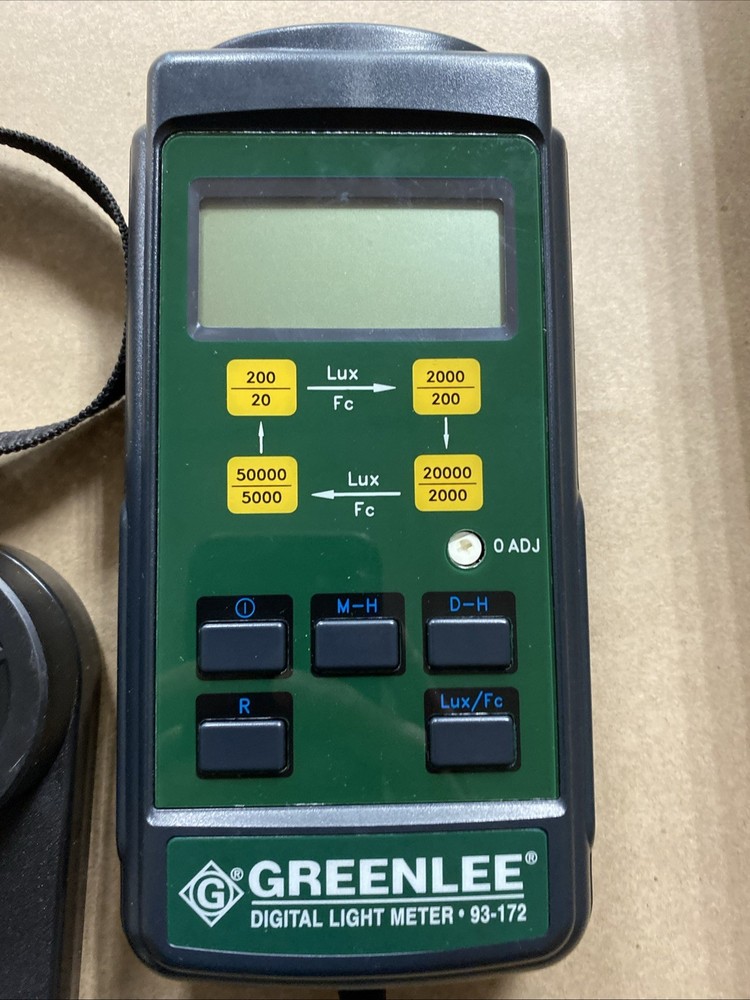 200 Lux 2000
20 Fc 200
50000 Lux 20000
5000 Fc 2000
0 ADJ
M-H D-H
R Lux/Fc
G® GREENLEE®
DIGITAL LIGHT METER • 93-172